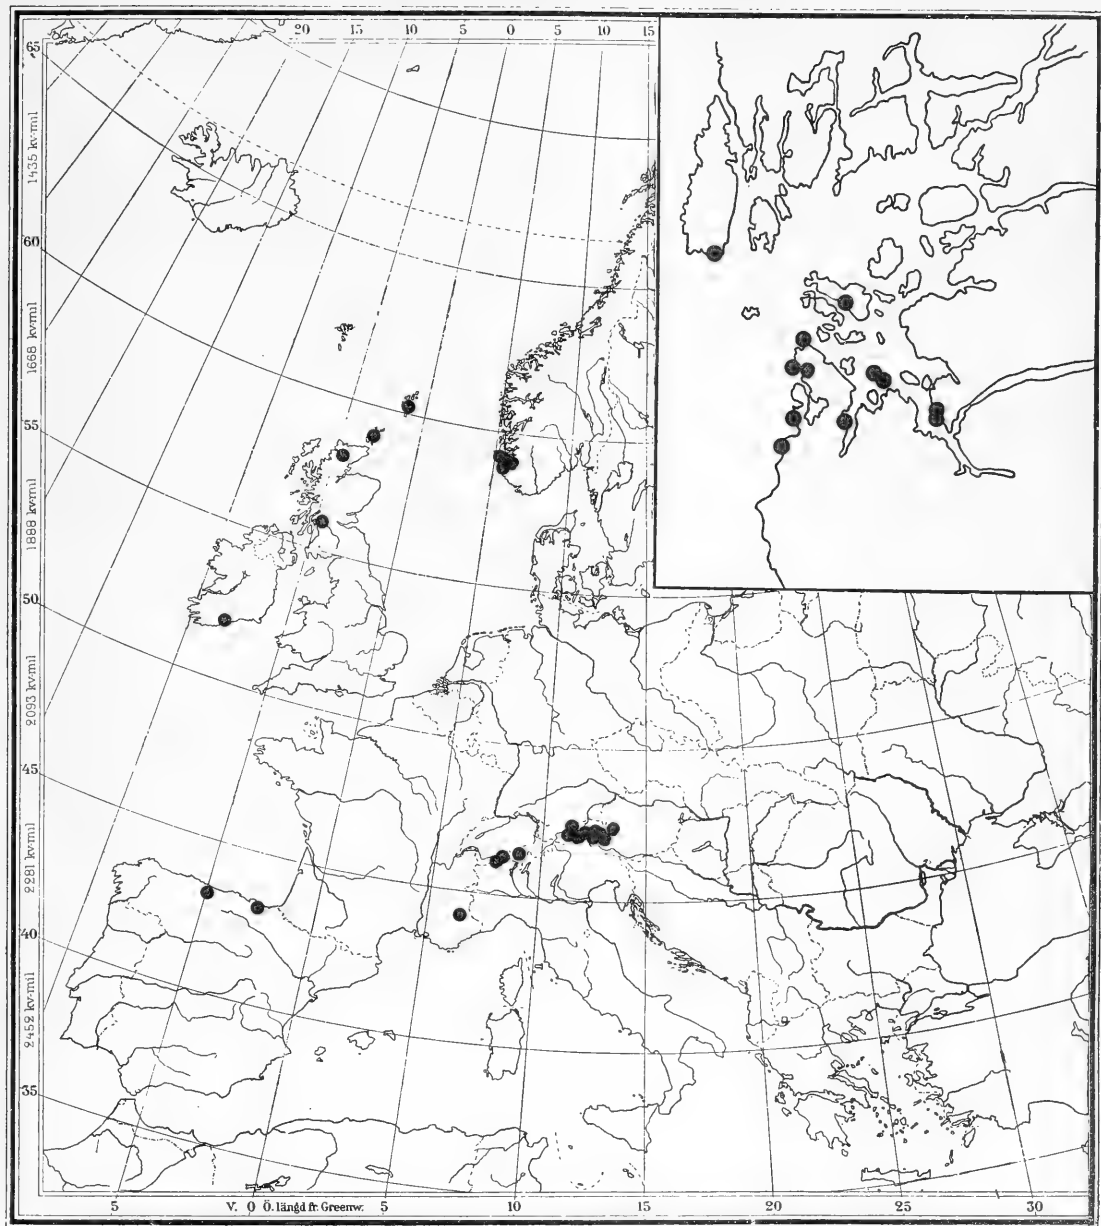 20 15 10 5 0 5 10 15
65
1435 kv-mil
60
1668 kv-mil
55
1888 kv-mil
50
2093 kv-mil
45
2281 kv-mil
40
2452 kv-mil
35
5 V. 0 Ö. längd fr. Greenw. 5 10 15 20 25 30